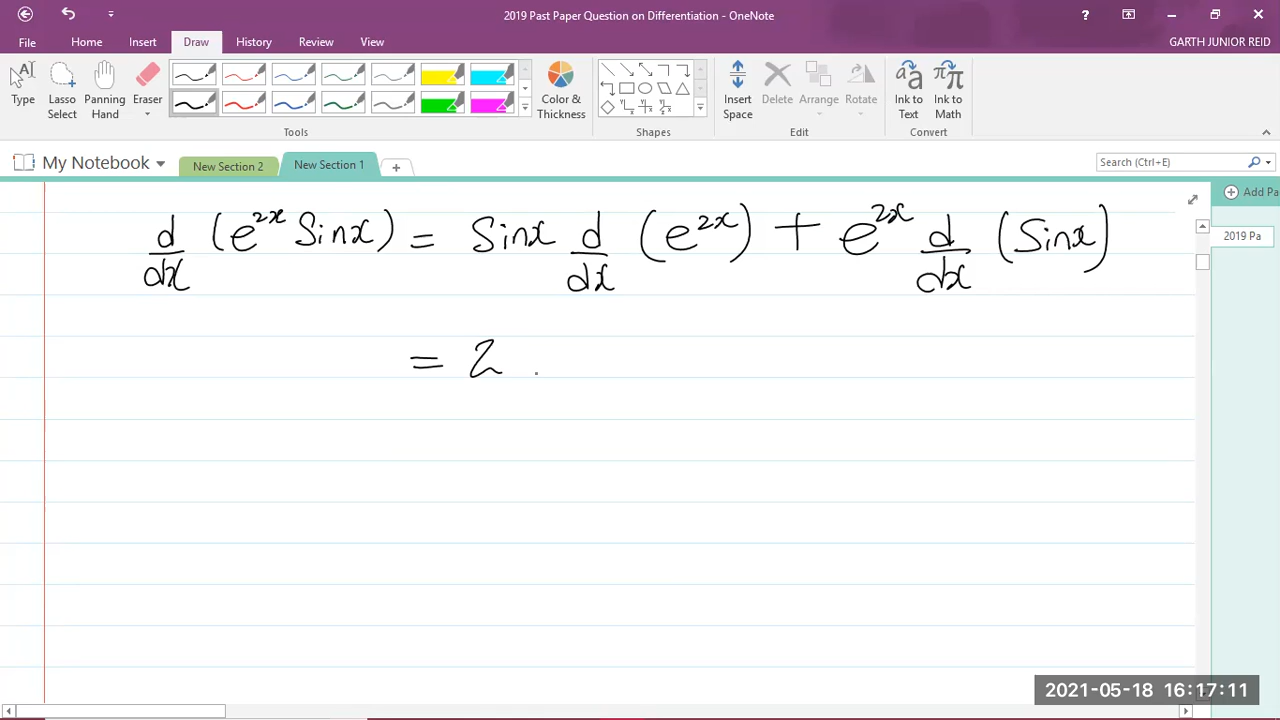 2019 Past Paper Question on Differentiation - OneNote
File Home Insert Draw History Review View GARTH JUNIOR REID
Type Lasso Select Panning Hand Eraser Color & Thickness Insert Space Delete Arrange Rotate Ink to Text Ink to Math
Tools Shapes Edit Convert
My Notebook New Section 2 New Section 1 Search (Ctrl+E)
Add Pa
2019 Pa
d/dx (e^{2x} Sinx) = Sinx d/dx (e^{2x}) + e^{2x} d/dx (Sinx)
= 2
2021-05-18 16:17:11